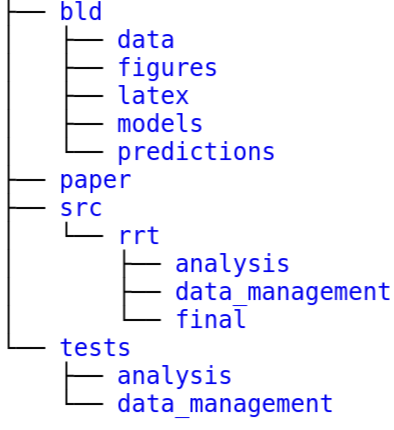 bld
data
figures
latex
models
predictions
paper
src
rrt
analysis
data_management
final
tests
analysis
data_management